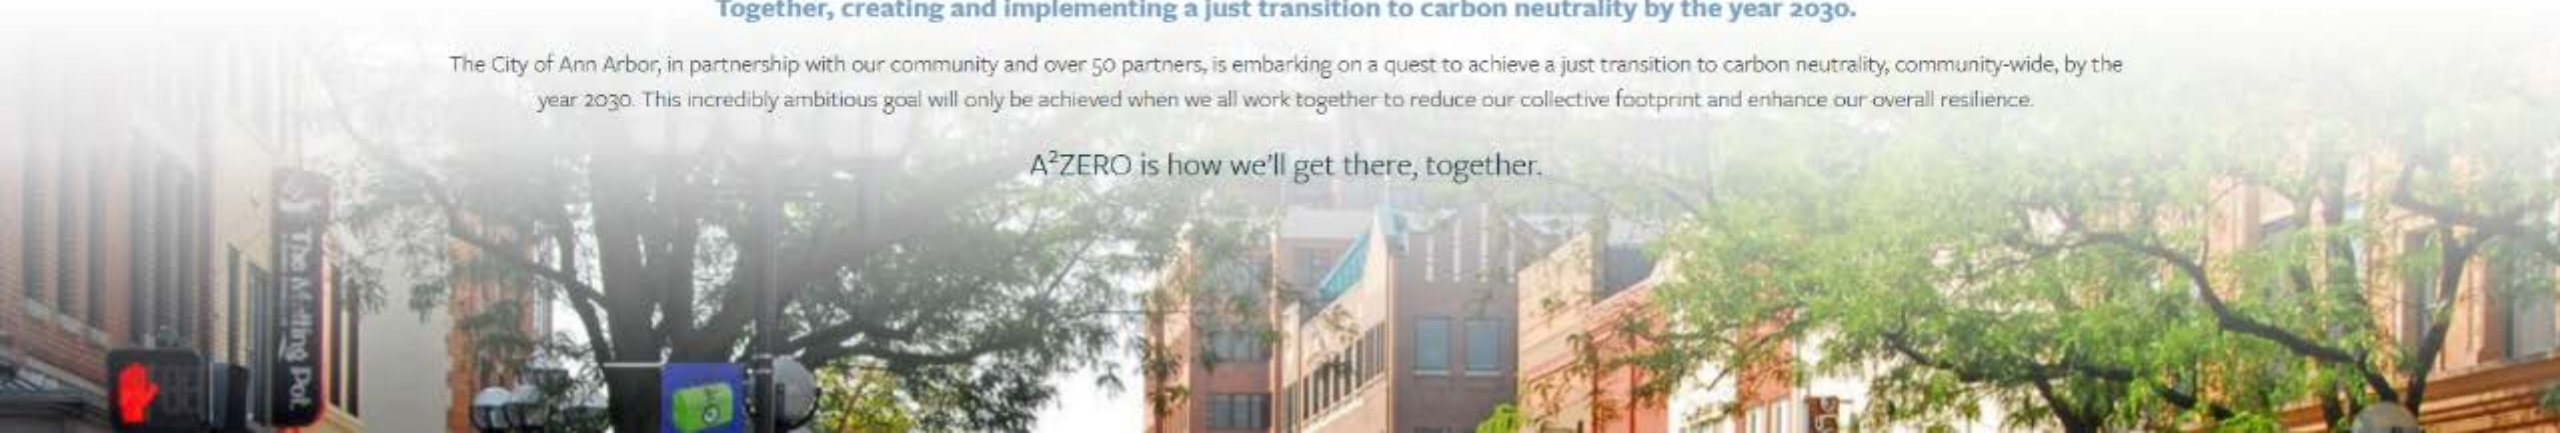 Together, creating and implementing a just transition to carbon neutrality by the year 2030.
The City of Ann Arbor, in partnership with our community and over 50 partners, is embarking on a quest to achieve a just transition to carbon neutrality, community-wide, by the
year 2030. This incredibly ambitious goal will only be achieved when we all work together to reduce our collective footprint and enhance our overall resilience.
A²ZERO is how we'll get there, together.
The Melting Pot